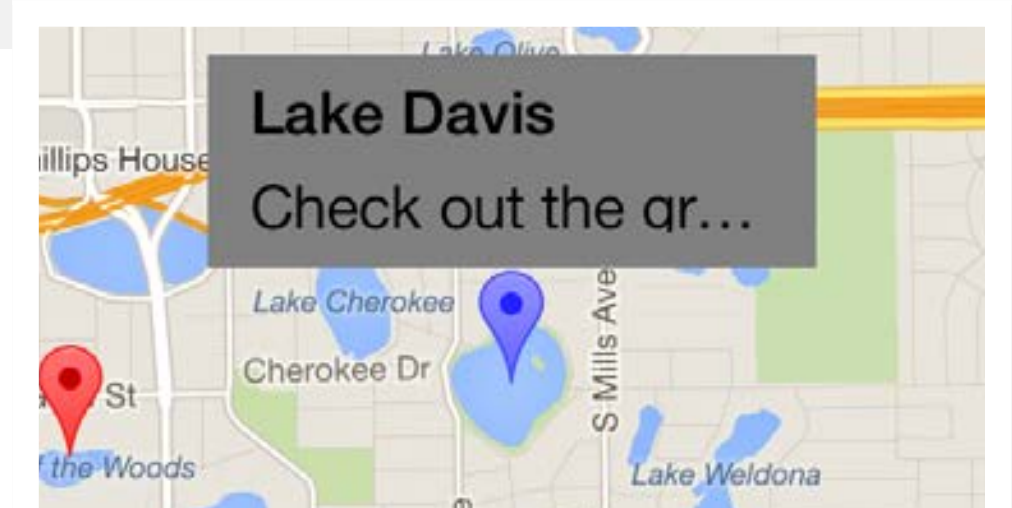 Lake Olive
Lake Davis
Check out the gr…
illips House
Lake Cherokee
Cherokee Dr
S Mills Ave
St
the Woods
Lake Weldona